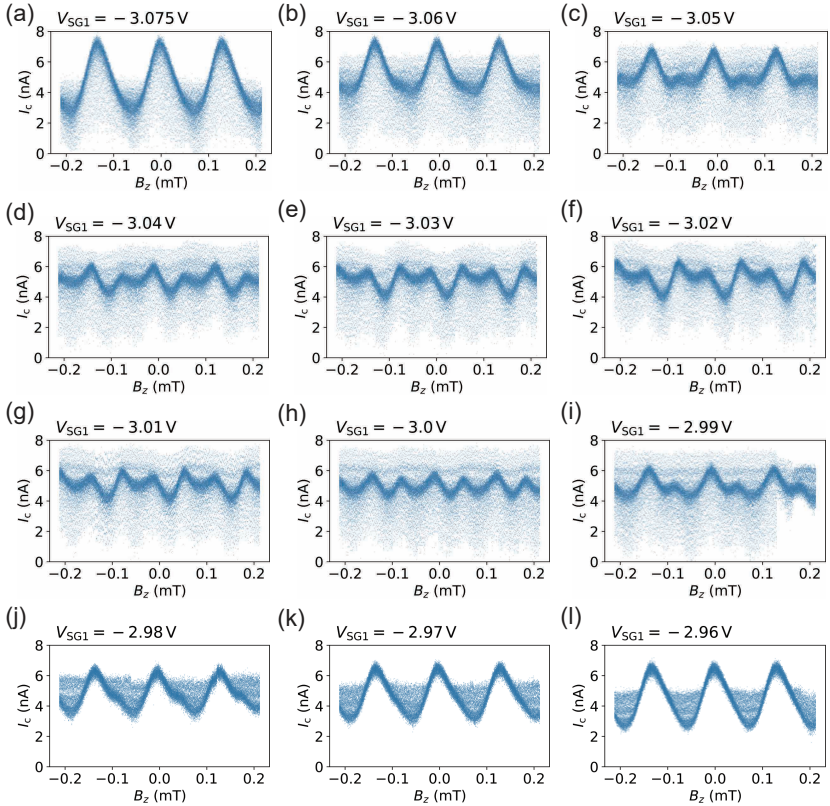 (a) V_SG1 = −3.075 V
8
6
4
2
0
I_c (nA)
−0.2 −0.1 0.0 0.1 0.2
B_z (mT)
(b) V_SG1 = −3.06 V
8
6
4
2
0
I_c (nA)
−0.2 −0.1 0.0 0.1 0.2
B_z (mT)
(c) V_SG1 = −3.05 V
8
6
4
2
0
I_c (nA)
−0.2 −0.1 0.0 0.1 0.2
B_z (mT)
(d) V_SG1 = −3.04 V
8
6
4
2
0
I_c (nA)
−0.2 −0.1 0.0 0.1 0.2
B_z (mT)
(e) V_SG1 = −3.03 V
8
6
4
2
0
I_c (nA)
−0.2 −0.1 0.0 0.1 0.2
B_z (mT)
(f) V_SG1 = −3.02 V
8
6
4
2
0
I_c (nA)
−0.2 −0.1 0.0 0.1 0.2
B_z (mT)
(g) V_SG1 = −3.01 V
8
6
4
2
0
I_c (nA)
−0.2 −0.1 0.0 0.1 0.2
B_z (mT)
(h) V_SG1 = −3.0 V
8
6
4
2
0
I_c (nA)
−0.2 −0.1 0.0 0.1 0.2
B_z (mT)
(i) V_SG1 = −2.99 V
8
6
4
2
0
I_c (nA)
−0.2 −0.1 0.0 0.1 0.2
B_z (mT)
(j) V_SG1 = −2.98 V
8
6
4
2
0
I_c (nA)
−0.2 −0.1 0.0 0.1 0.2
B_z (mT)
(k) V_SG1 = −2.97 V
8
6
4
2
0
I_c (nA)
−0.2 −0.1 0.0 0.1 0.2
B_z (mT)
(l) V_SG1 = −2.96 V
8
6
4
2
0
I_c (nA)
−0.2 −0.1 0.0 0.1 0.2
B_z (mT)